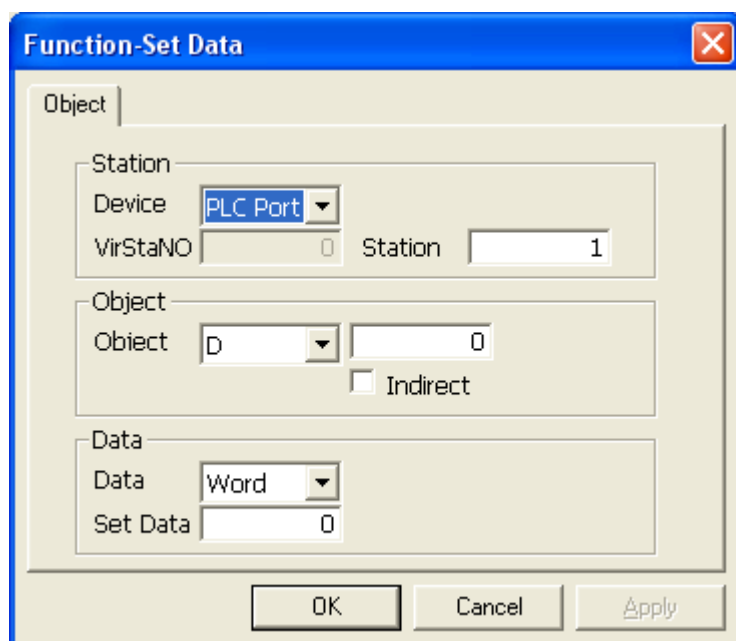 Function-Set Data
Object
Station
Device PLC Port
VirStaNO 0 Station 1
Object
Obiect D 0
Indirect
Data
Data Word
Set Data 0
OK Cancel Apply